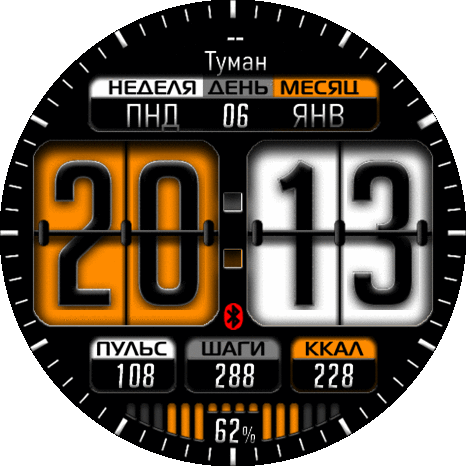 --
Туман
НЕДЕЛЯ ДЕНЬ МЕСЯЦ
ПНД 06 ЯНВ
20:13
ПУЛЬС ШАГИ ККАЛ
108 288 228
62%